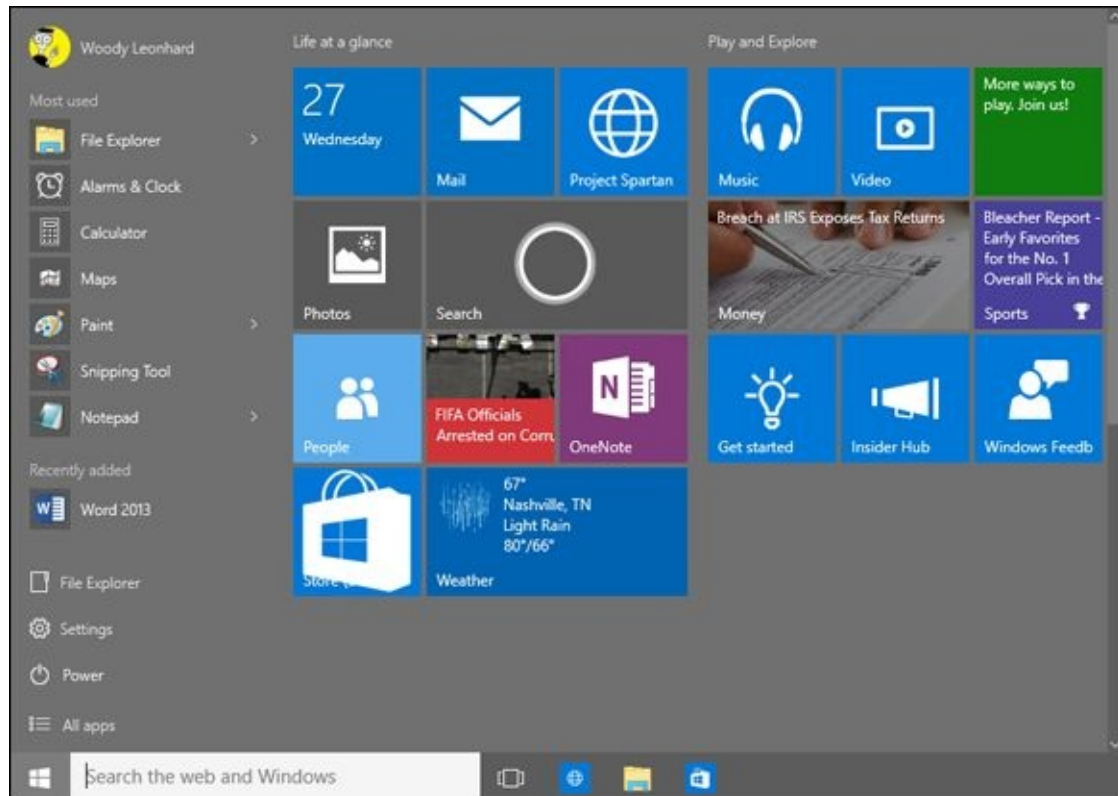 Woody Leonhard
Most used
File Explorer
Alarms & Clock
Calculator
Maps
Paint
Snipping Tool
Notepad
Recently added
Word 2013
File Explorer
Settings
Power
All apps
Life at a glance
27
Wednesday
Mail
Project Spartan
Photos
Search
People
FIFA Officials
Arrested on Corru
N
OneNote
Store
67°
Nashville, TN
Light Rain
80°/66°
Weather
Play and Explore
Music
Video
More ways to
play. Join us!
Breach at IRS Exposes Tax Returns
Money
Bleacher Report -
Early Favorites
for the No. 1
Overall Pick in the
Sports
Get started
Insider Hub
Windows Feedb
Search the web and Windows